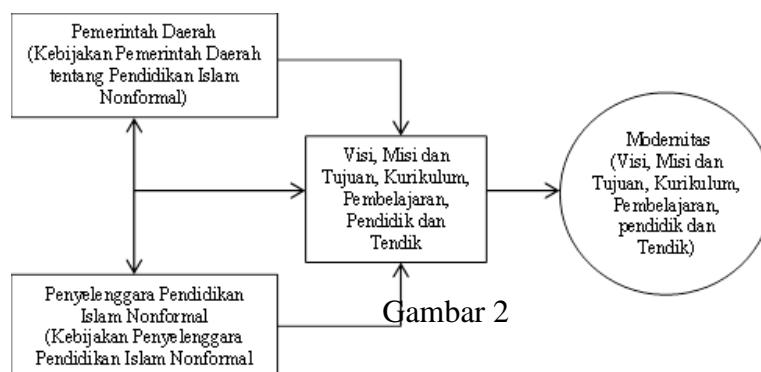 Pemerintah Daerah
(Kebijakan Pemerintah Daerah
tentang Pendidikan Islam
Nonformal)
Visi, Misi dan
Tujuan, Kurikulum,
Pembelajaran,
Pendidik dan
Tendik
Modernitas
(Visi, Misi dan
Tujuan, Kurikulum,
Pembelajaran,
pendidik dan
Tendik)
Penyelenggara Pendidikan
Islam Nonformal
(Kebijakan Penyelenggara
Pendidikan Islam Nonformal
Gambar 2